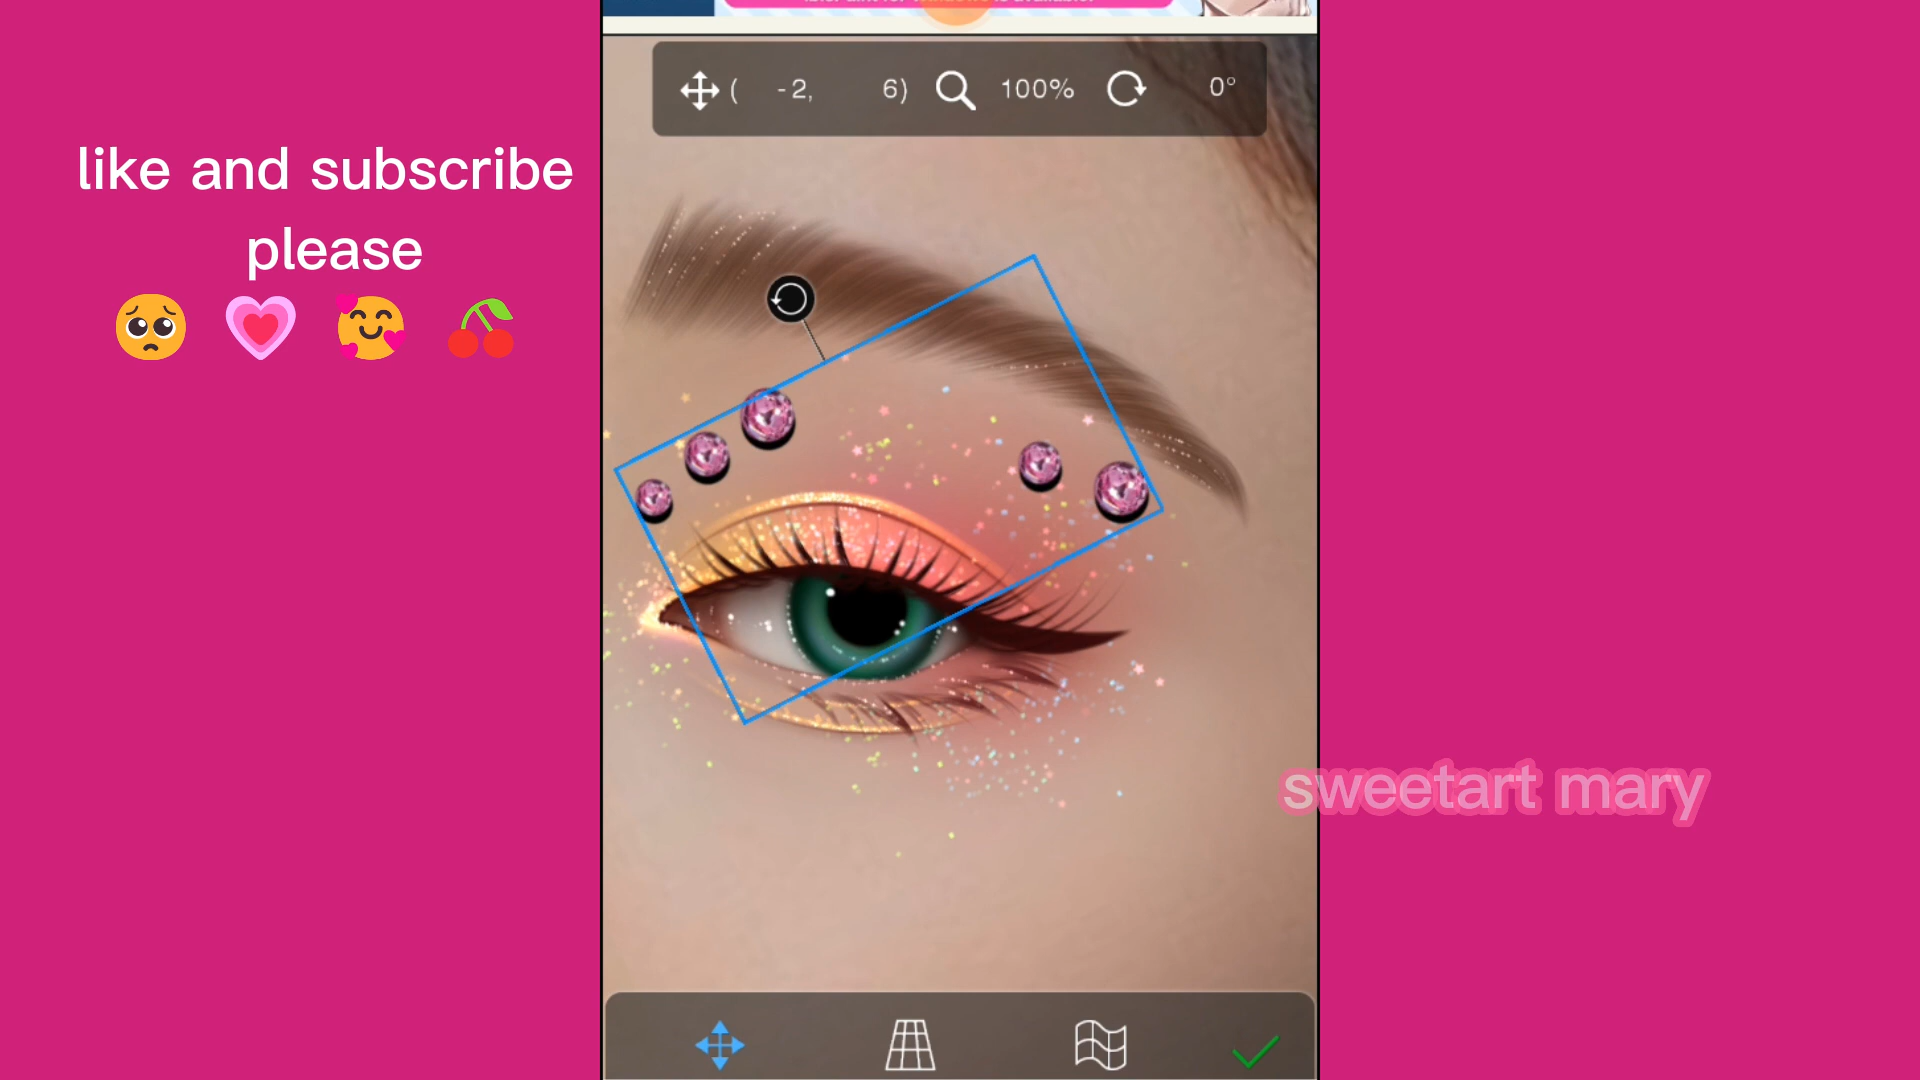 ( -2, 6) 100% 0°
like and subscribe
please
sweetart mary